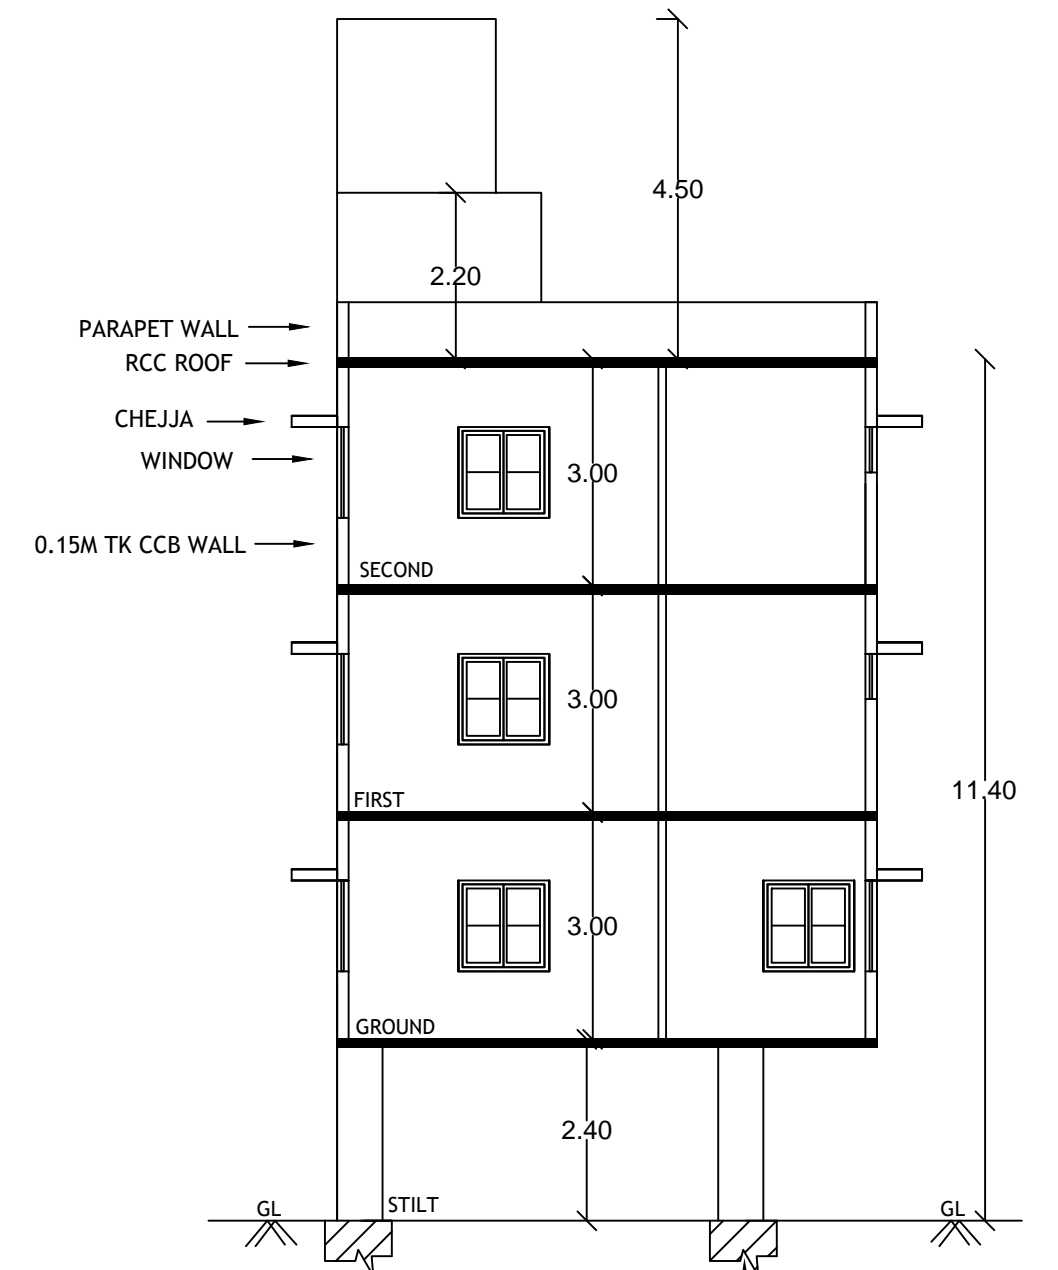 4.50
2.20
PARAPET WALL
RCC ROOF
CHEJJA
WINDOW
3.00
0.15M TK CCB WALL
SECOND
3.00
FIRST
11.40
3.00
GROUND
2.40
GL
STILT
GL